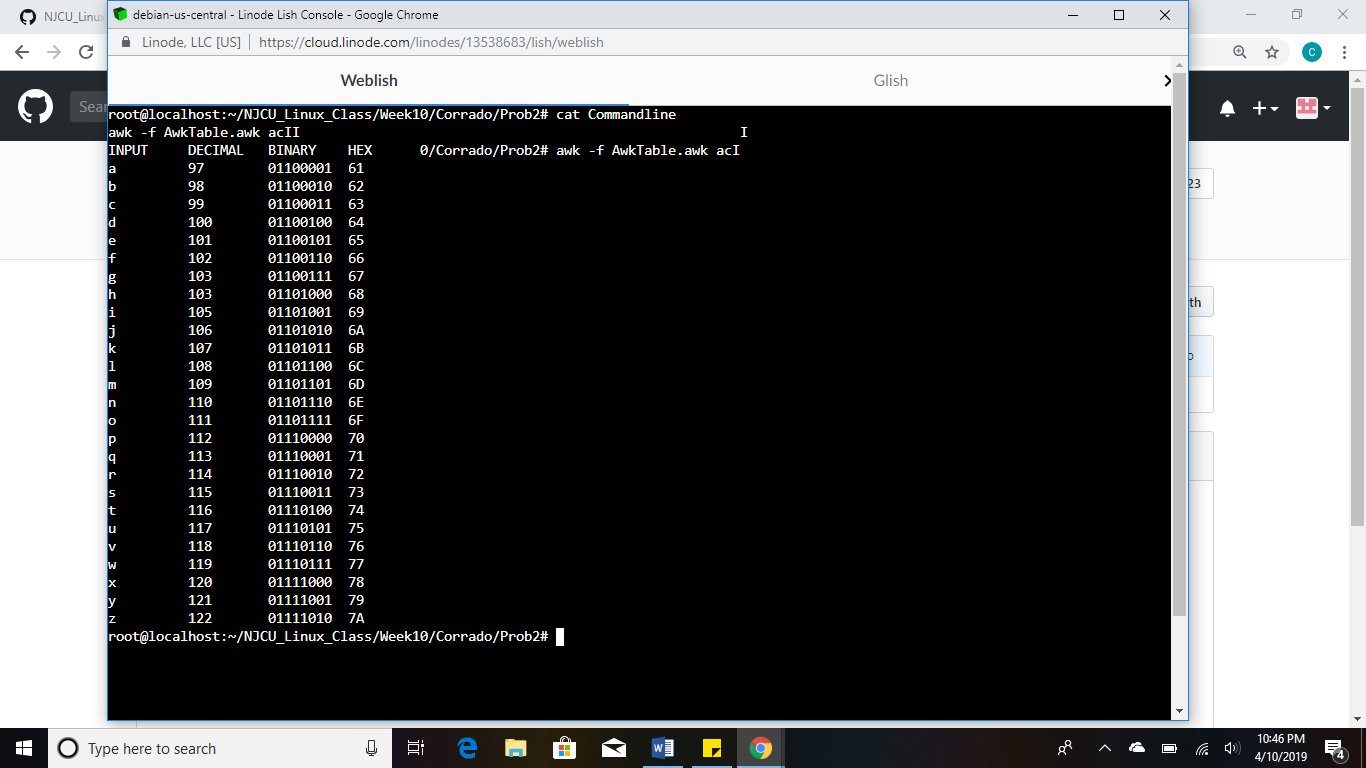 NJCU_Linu
debian-us-central - Linode Lish Console - Google Chrome
Linode, LLC [US] | https://cloud.linode.com/linodes/13538683/lish/weblish
C
Sea
Weblish
Glish
root@localhost:~/NJCU_Linux_Class/Week10/Corrado/Prob2# cat Commandline
awk -f AwkTable.awk acII
INPUT DECIMAL BINARY HEX 0/Corrado/Prob2# awk -f AwkTable.awk acI
a 97 01100001 61
b 98 01100010 62
c 99 01100011 63
d 100 01100100 64
e 101 01100101 65
f 102 01100110 66
g 103 01100111 67
h 103 01101000 68
i 105 01101001 69
j 106 01101010 6A
k 107 01101011 6B
l 108 01101100 6C
m 109 01101101 6D
n 110 01101110 6E
o 111 01101111 6F
p 112 01110000 70
q 113 01110001 71
r 114 01110010 72
s 115 01110011 73
t 116 01110100 74
u 117 01110101 75
v 118 01110110 76
w 119 01110111 77
x 120 01111000 78
y 121 01111001 79
z 122 01111010 7A
root@localhost:~/NJCU_Linux_Class/Week10/Corrado/Prob2#
23
th
Type here to search
10:46 PM
4/10/2019
4